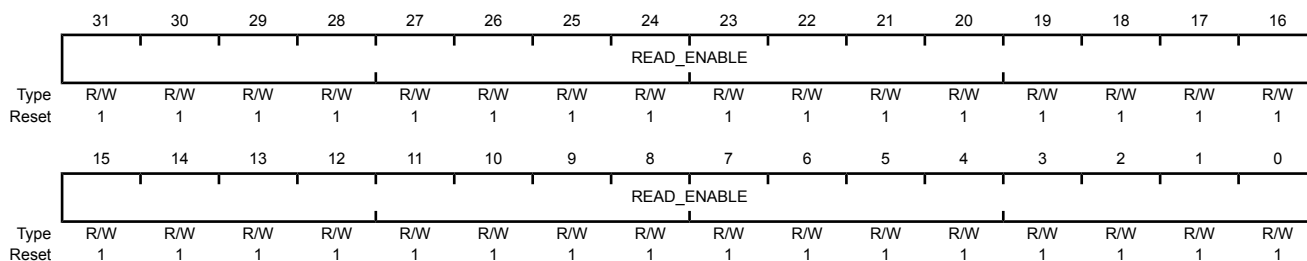 31 30 29 28 27 26 25 24 23 22 21 20 19 18 17 16
READ_ENABLE
Type R/W R/W R/W R/W R/W R/W R/W R/W R/W R/W R/W R/W R/W R/W R/W R/W
Reset 1 1 1 1 1 1 1 1 1 1 1 1 1 1 1 1
15 14 13 12 11 10 9 8 7 6 5 4 3 2 1 0
READ_ENABLE
Type R/W R/W R/W R/W R/W R/W R/W R/W R/W R/W R/W R/W R/W R/W R/W R/W
Reset 1 1 1 1 1 1 1 1 1 1 1 1 1 1 1 1